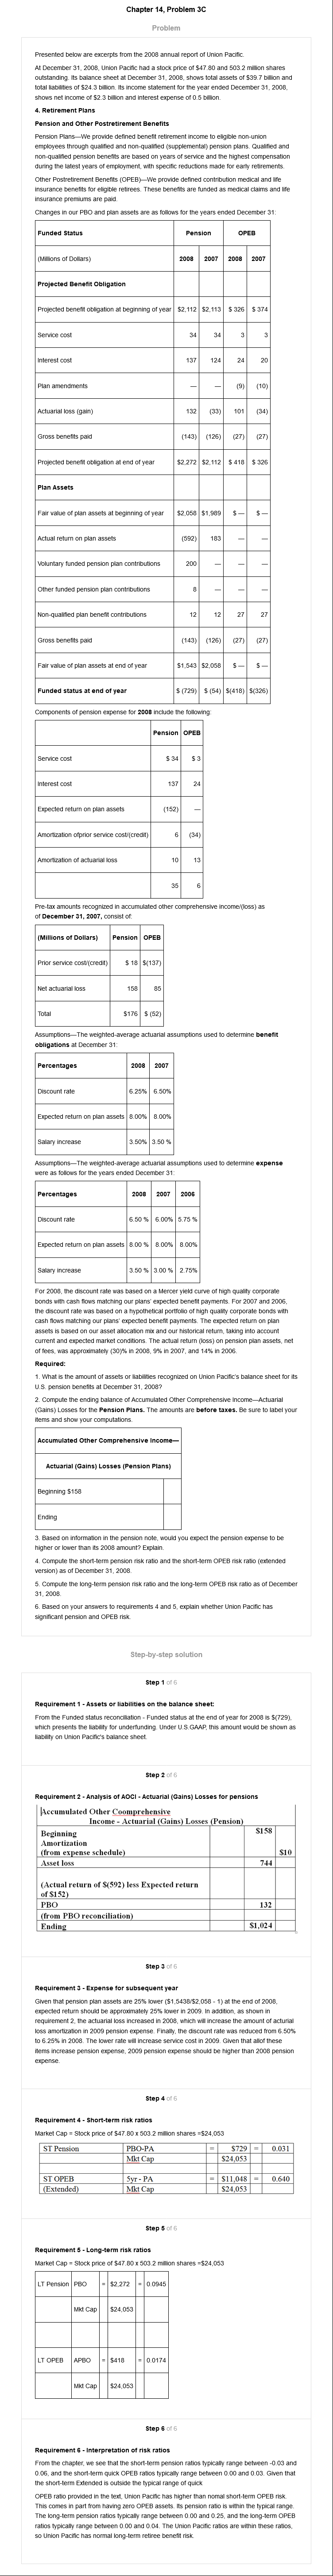 Chapter 14, Problem 3C
Problem
Presented below are excerpts from the 2008 annual report of Union Pacific.
At December 31, 2008, Union Pacific had a stock price of $47.80 and 503.2 million shares
outstanding. Its balance sheet at December 31, 2008, shows total assets of $39.7 billion and
total liabilities of $24.3 billion. Its income statement for the year ended December 31, 2008,
shows net income of $2.3 billion and interest expense of 0.5 billion.
4. Retirement Plans
Pension and Other Postretirement Benefits
Pension Plans—We provide defined benefit retirement income to eligible non-union
employees through qualified and non-qualified (supplemental) pension plans. Qualified and
non-qualified pension benefits are based on years of service and the highest compensation
during the latest years of employment, with specific reductions made for early retirements.
Other Postretirement Benefits (OPEB)—We provide defined contribution medical and life
insurance benefits for eligible retirees. These benefits are funded as medical claims and life
insurance premiums are paid.
Changes in our PBO and plan assets are as follows for the years ended December 31:
Funded Status Pension OPEB
(Millions of Dollars) 2008 2007 2008 2007
Projected Benefit Obligation
Projected benefit obligation at beginning of year $2,112 $2,113 $ 326 $ 374
Service cost 34 34 3 3
Interest cost 137 124 24 20
Plan amendments — — (9) (10)
Actuarial loss (gain) 132 (33) 101 (34)
Gross benefits paid (143) (126) (27) (27)
Projected benefit obligation at end of year $2,272 $2,112 $ 418 $ 326
Plan Assets
Fair value of plan assets at beginning of year $2,058 $1,989 $ — $ —
Actual return on plan assets (592) 183 — —
Voluntary funded pension plan contributions 200 — — —
Other funded pension plan contributions 8 — — —
Non-qualified plan benefit contributions 12 12 27 27
Gross benefits paid (143) (126) (27) (27)
Fair value of plan assets at end of year $1,543 $2,058 $ — $ —
Funded status at end of year $ (729) $ (54) $(418) $(326)
Components of pension expense for 2008 include the following:
Pension OPEB
Service cost $ 34 $ 3
Interest cost 137 24
Expected return on plan assets (152) —
Amortization ofprior service cost/(credit) 6 (34)
Amortization of actuarial loss 10 13
35 6
Pre-tax amounts recognized in accumulated other comprehensive income/(loss) as
of December 31, 2007, consist of:
(Millions of Dollars) Pension OPEB
Prior service cost/(credit) $ 18 $(137)
Net actuarial loss 158 85
Total $176 $ (52)
Assumptions—The weighted-average actuarial assumptions used to determine benefit
obligations at December 31:
Percentages 2008 2007
Discount rate 6.25% 6.50%
Expected return on plan assets 8.00% 8.00%
Salary increase 3.50% 3.50 %
Assumptions—The weighted-average actuarial assumptions used to determine expense
were as follows for the years ended December 31:
Percentages 2008 2007 2006
Discount rate 6.50 % 6.00% 5.75 %
Expected return on plan assets 8.00 % 8.00% 8.00%
Salary increase 3.50 % 3.00 % 2.75%
For 2008, the discount rate was based on a Mercer yield curve of high quality corporate
bonds with cash flows matching our plans' expected benefit payments. For 2007 and 2006,
the discount rate was based on a hypothetical portfolio of high quality corporate bonds with
cash flows matching our plans' expected benefit payments. The expected return on plan
assets is based on our asset allocation mix and our historical return, taking into account
current and expected market conditions. The actual return (loss) on pension plan assets, net
of fees, was approximately (30)% in 2008, 9% in 2007, and 14% in 2006.
Required:
1. What is the amount of assets or liabilities recognized on Union Pacific's balance sheet for its
U.S. pension benefits at December 31, 2008?
2. Compute the ending balance of Accumulated Other Comprehensive Income—Actuarial
(Gains) Losses for the Pension Plans. The amounts are before taxes. Be sure to label your
items and show your computations.
Accumulated Other Comprehensive Income—
Actuarial (Gains) Losses (Pension Plans)
Beginning $158
Ending
3. Based on information in the pension note, would you expect the pension expense to be
higher or lower than its 2008 amount? Explain.
4. Compute the short-term pension risk ratio and the short-term OPEB risk ratio (extended
version) as of December 31, 2008.
5. Compute the long-term pension risk ratio and the long-term OPEB risk ratio as of December
31, 2008.
6. Based on your answers to requirements 4 and 5, explain whether Union Pacific has
significant pension and OPEB risk.
Step-by-step solution
Step 1 of 6
Requirement 1 - Assets or liabilities on the balance sheet:
From the Funded status reconciliation - Funded status at the end of year for 2008 is $(729),
which presents the liability for underfunding. Under U.S.GAAP, this amount would be shown as
liability on Union Pacific's balance sheet.
Step 2 of 6
Requirement 2 - Analysis of AOCI - Actuarial (Gains) Losses for pensions
Accumulated Other Coomprehensive
Income - Actuarial (Gains) Losses (Pension)
Beginning $158
Amortization
(from expense schedule) $10
Asset loss 744
(Actual return of $(592) less Expected return
of $152)
PBO 132
(from PBO reconciliation)
Ending $1,024
Step 3 of 6
Requirement 3 - Expense for subsequent year
Given that pension plan assets are 25% lower ($1,5438/$2,058 - 1) at the end of 2008,
expected return should be approximately 25% lower in 2009. In addition, as shown in
requirement 2, the actuarial loss increased in 2008, which will increase the amount of actuarial
loss amortization in 2009 pension expense. Finally, the discount rate was reduced from 6.50%
to 6.25% in 2008. The lower rate will increase service cost in 2009. Given that allof these
items increase pension expense, 2009 pension expense should be higher than 2008 pension
expense.
Step 4 of 6
Requirement 4 - Short-term risk ratios
Market Cap = Stock price of $47.80 x 503.2 million shares =$24,053
ST Pension PBO-PA = $729 = 0.031
Mkt Cap $24,053
ST OPEB 5yr - PA = $11,048 = 0.640
(Extended) Mkt Cap $24,053
Step 5 of 6
Requirement 5 - Long-term risk ratios
Market Cap = Stock price of $47.80 x 503.2 million shares =$24,053
LT Pension PBO = $2,272 = 0.0945
Mkt Cap $24,053
LT OPEB APBO = $418 = 0.0174
Mkt Cap $24,053
Step 6 of 6
Requirement 6 - Interpretation of risk ratios
From the chapter, we see that the short-term pension ratios typically range between -0.03 and
0.06, and the short-term quick OPEB ratios typically range between 0.00 and 0.03. Given that
the short-term Extended is outside the typical range of quick
OPEB ratio provided in the text, Union Pacific has higher than nomal short-term OPEB risk.
This comes in part from having zero OPEB assets. Its pension ratio is within the typical range.
The long-term pension ratios typically range between 0.00 and 0.25, and the long-term OPEB
ratios typically range between 0.00 and 0.04. The Union Pacific ratios are within these ratios,
so Union Pacific has normal long-term retiree benefit risk.